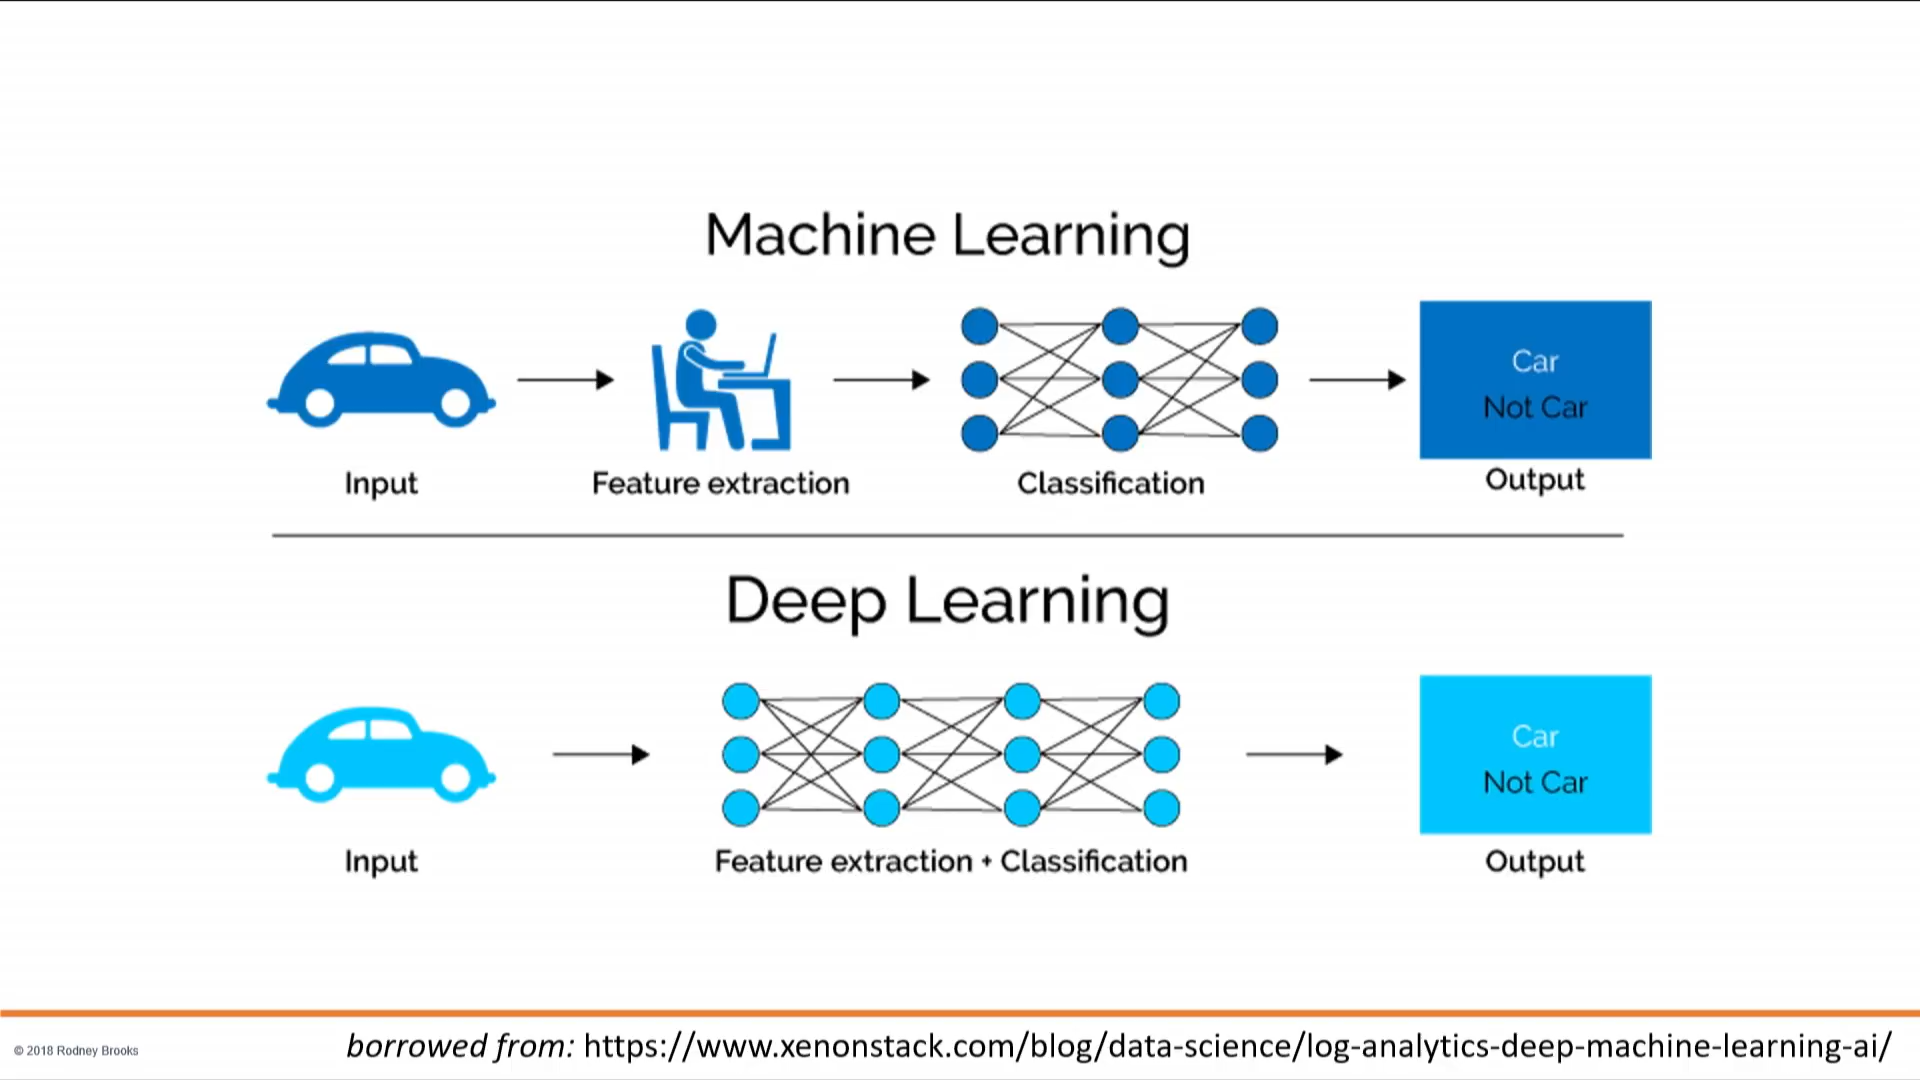 Machine Learning
Car
Not Car
Input
Feature extraction
Classification
Output
Deep Learning
Car
Not Car
Input
Feature extraction + Classification
Output
© 2018 Rodney Brooks
borrowed from: https://www.xenonstack.com/blog/data-science/log-analytics-deep-machine-learning-ai/